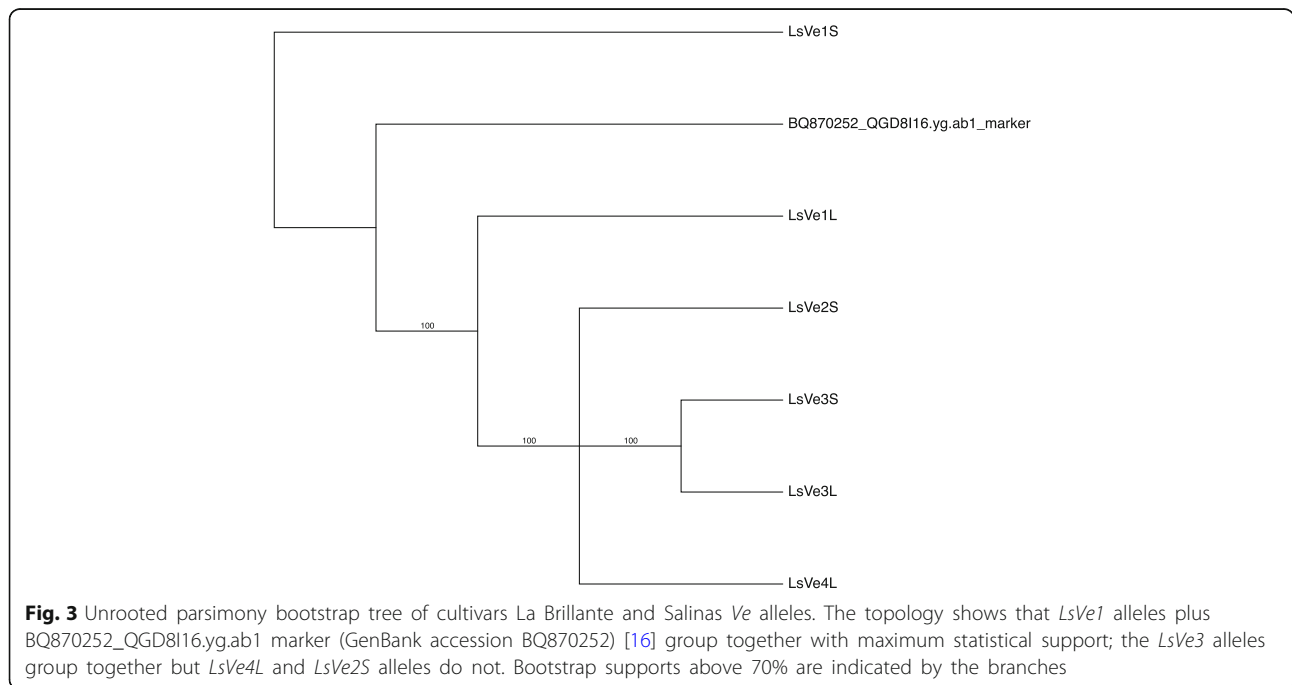 LsVe1S
BQ870252_QGD8I16.yg.ab1_marker
LsVe1L
100
LsVe2S
LsVe3S
100
100
LsVe3L
LsVe4L
Fig. 3 Unrooted parsimony bootstrap tree of cultivars La Brillante and Salinas Ve alleles. The topology shows that LsVe1 alleles plus
BQ870252_QGD8I16.yg.ab1 marker (GenBank accession BQ870252) [16] group together with maximum statistical support; the LsVe3 alleles
group together but LsVe4L and LsVe2S alleles do not. Bootstrap supports above 70% are indicated by the branches